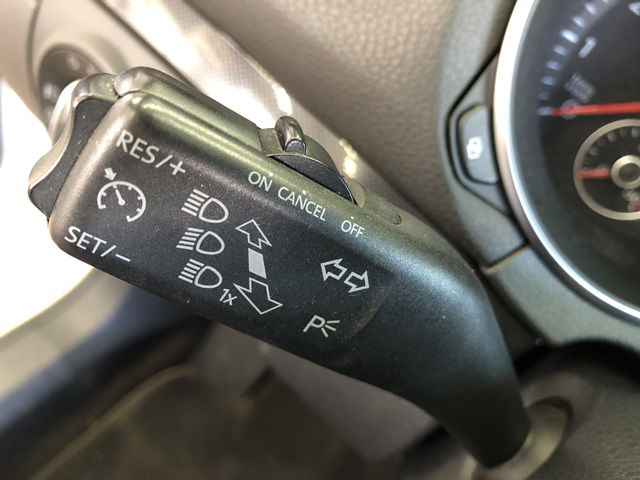 RES/+
SET/−
ON CANCEL OFF
1x
P